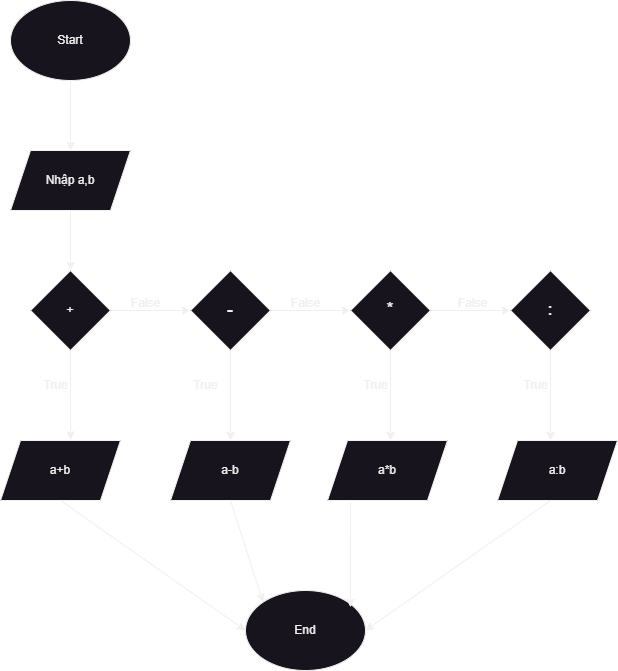 Start
Nhập a,b
+
False
-
False
*
False
:
True
True
True
True
a+b
a-b
a*b
a:b
End